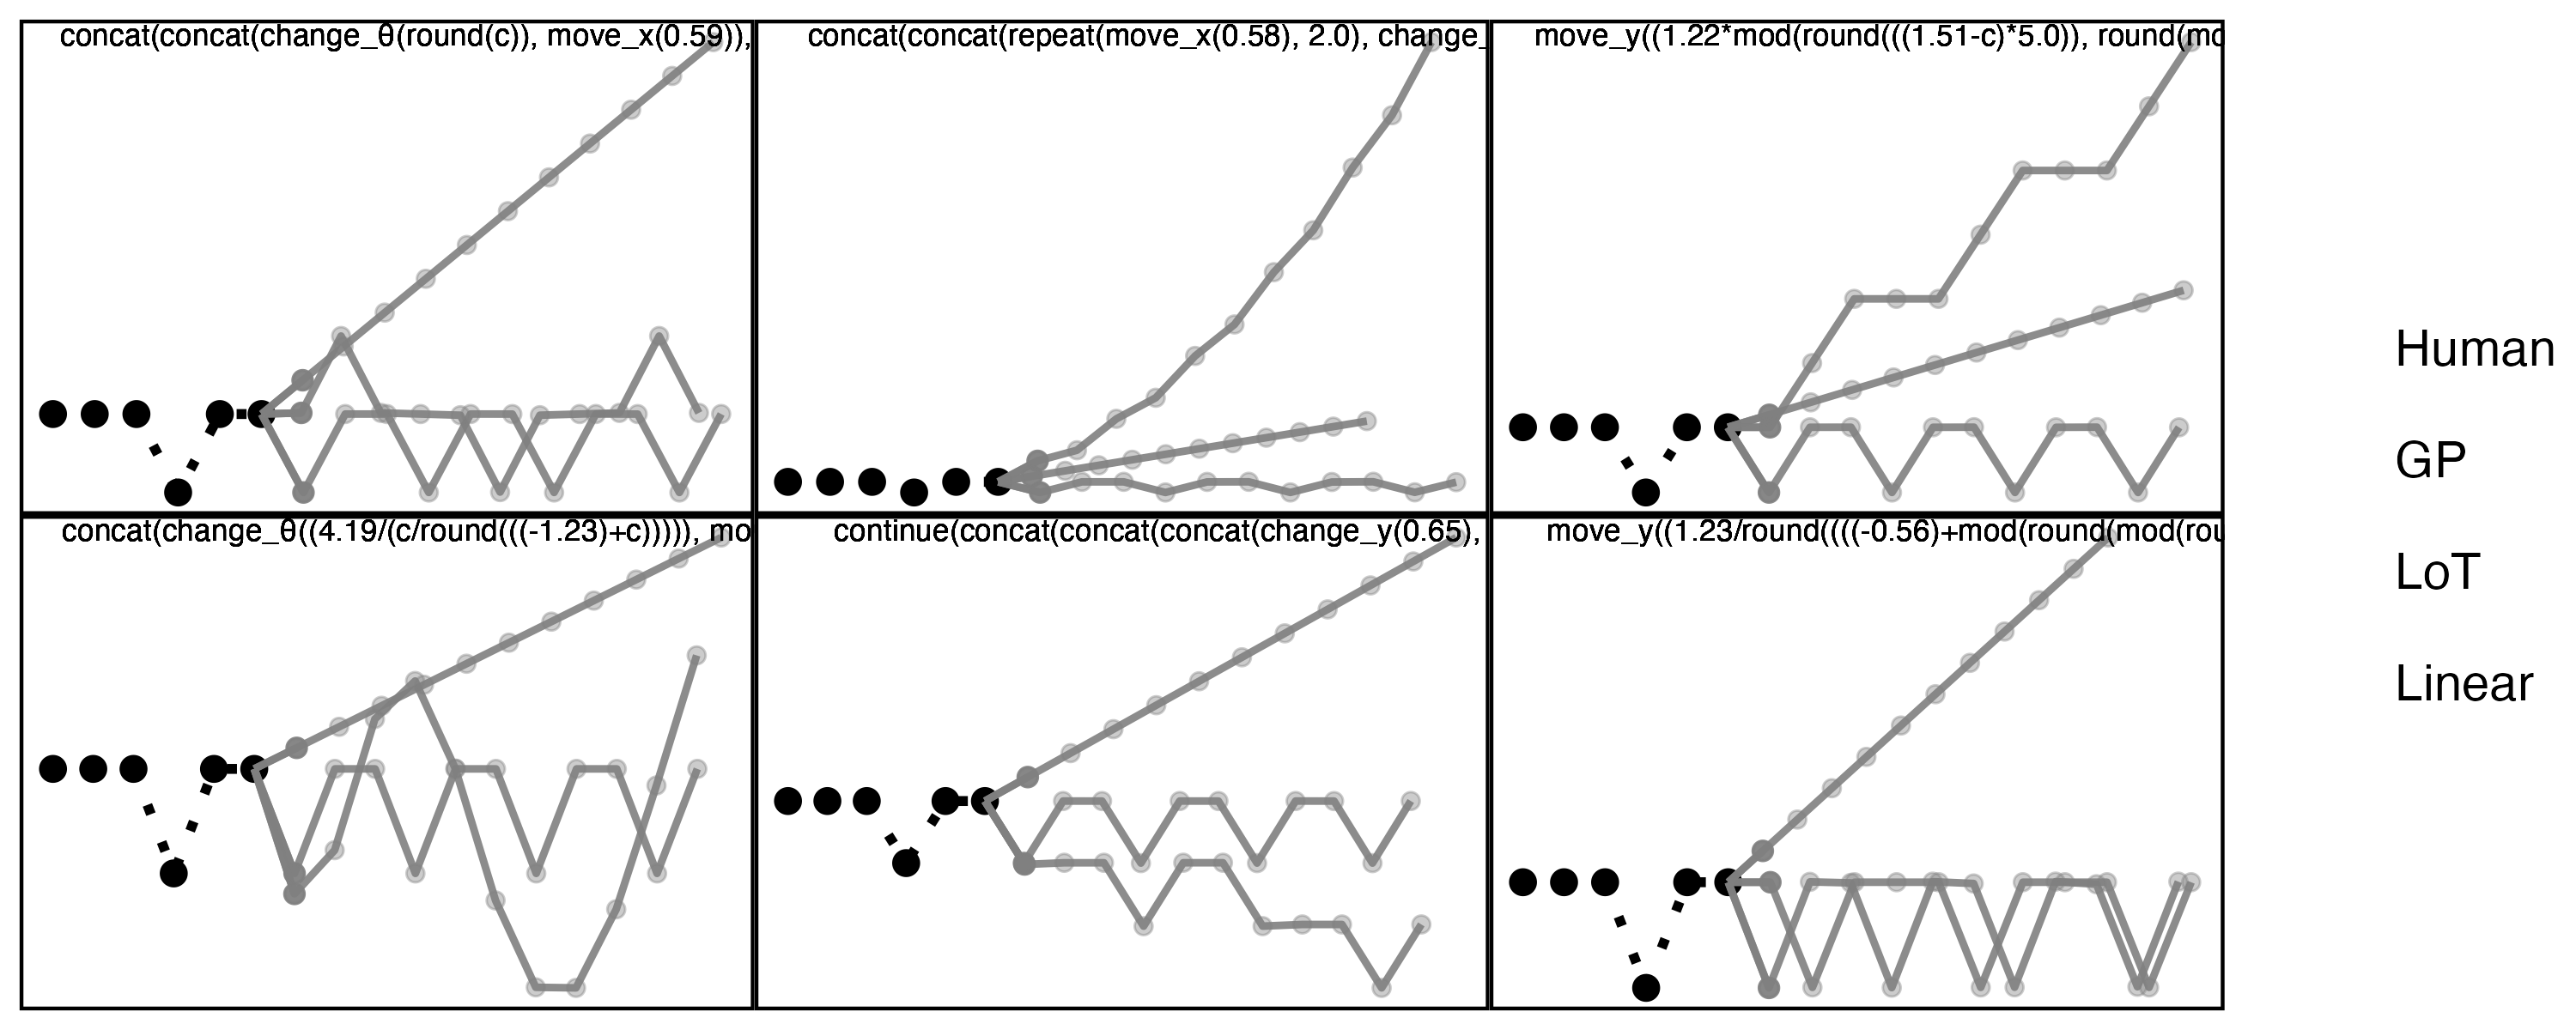 concat(concat(change_θ(round(c)), move_x(0.59)),
concat(concat(repeat(move_x(0.58), 2.0), change_
move_y((1.22*mod(round(((1.51-c)*5.0)), round(mo
concat(change_θ((4.19/(c/round(((-1.23)+c))))), mo
continue(concat(concat(concat(change_y(0.65),
move_y((1.23/round((((-0.56)+mod(round(mod(rou
Human
GP
LoT
Linear